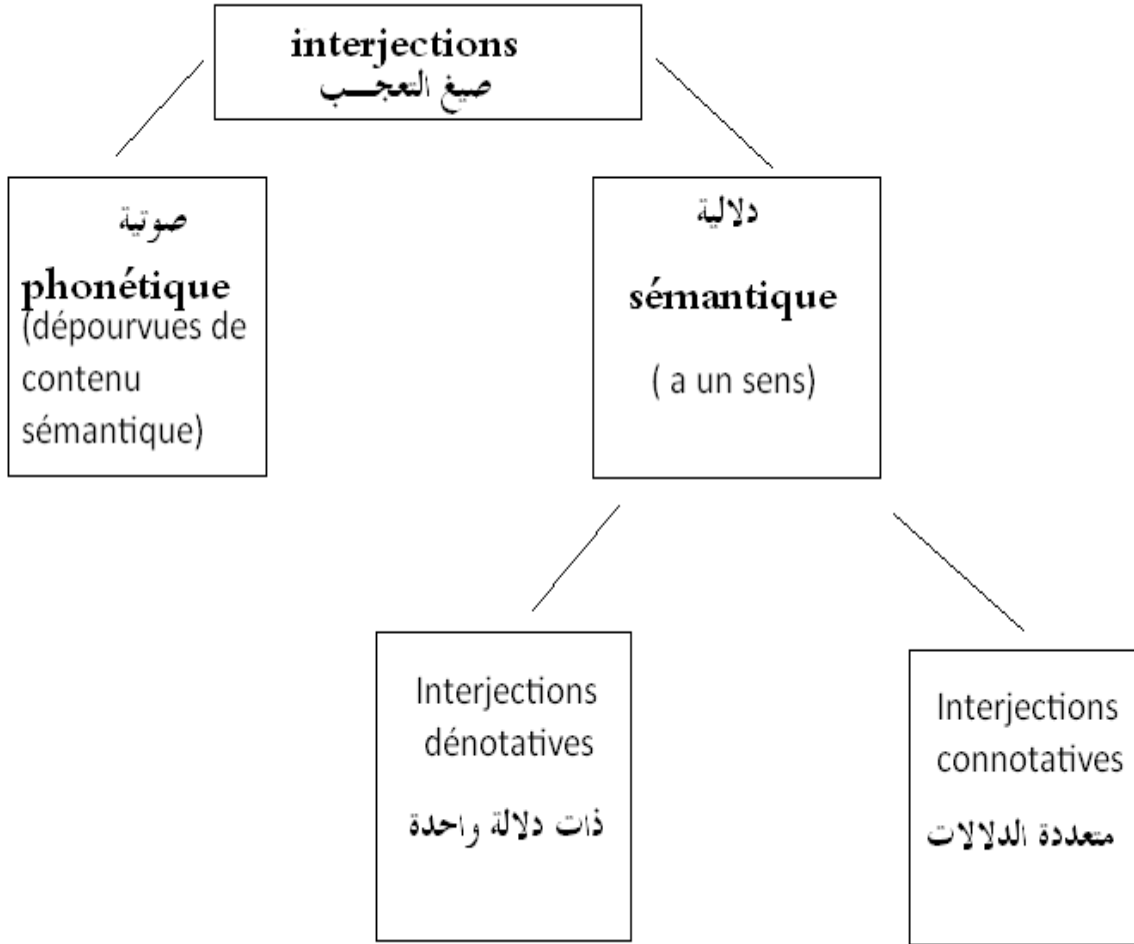 interjections
صيغ التعجـــب
صوتية
phonétique
(dépourvues de
contenu
sémantique)
دلالية
sémantique
( a un sens)
Interjections
dénotatives
ذات دلالة واحدة
Interjections
connotatives
متعددة الدلالات